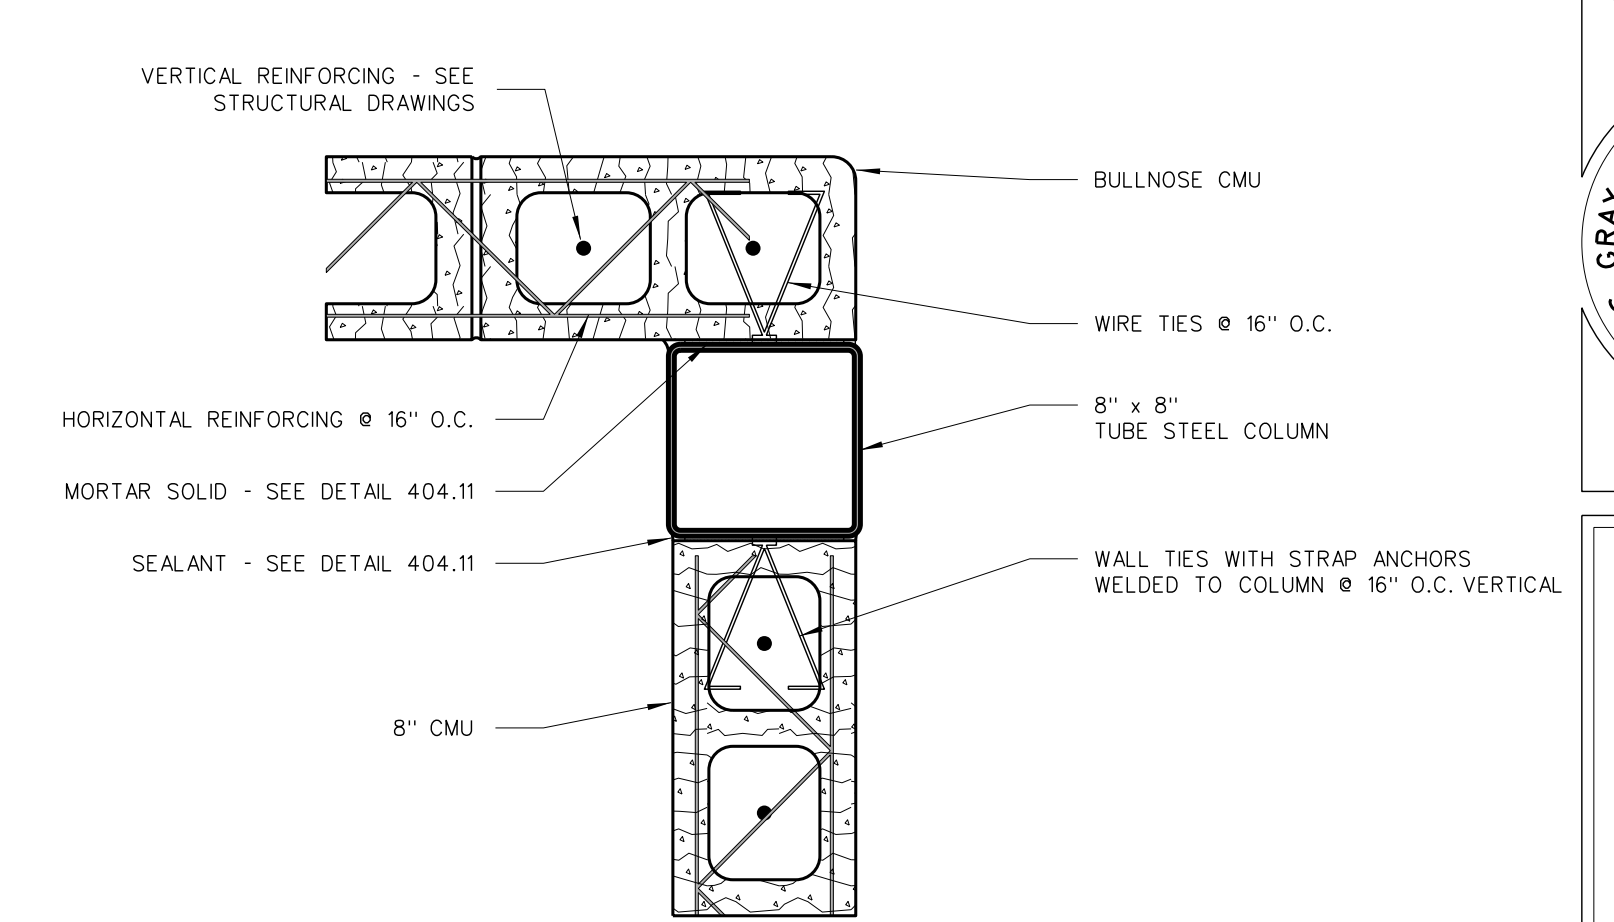 VERTICAL REINFORCING - SEE
STRUCTURAL DRAWINGS
BULLNOSE CMU
GRAY
WIRE TIES @ 16" O.C.
8" x 8"
TUBE STEEL COLUMN
HORIZONTAL REINFORCING @ 16" O.C.
MORTAR SOLID - SEE DETAIL 404.11
SEALANT - SEE DETAIL 404.11
WALL TIES WITH STRAP ANCHORS
WELDED TO COLUMN @ 16" O.C. VERTICAL
8" CMU